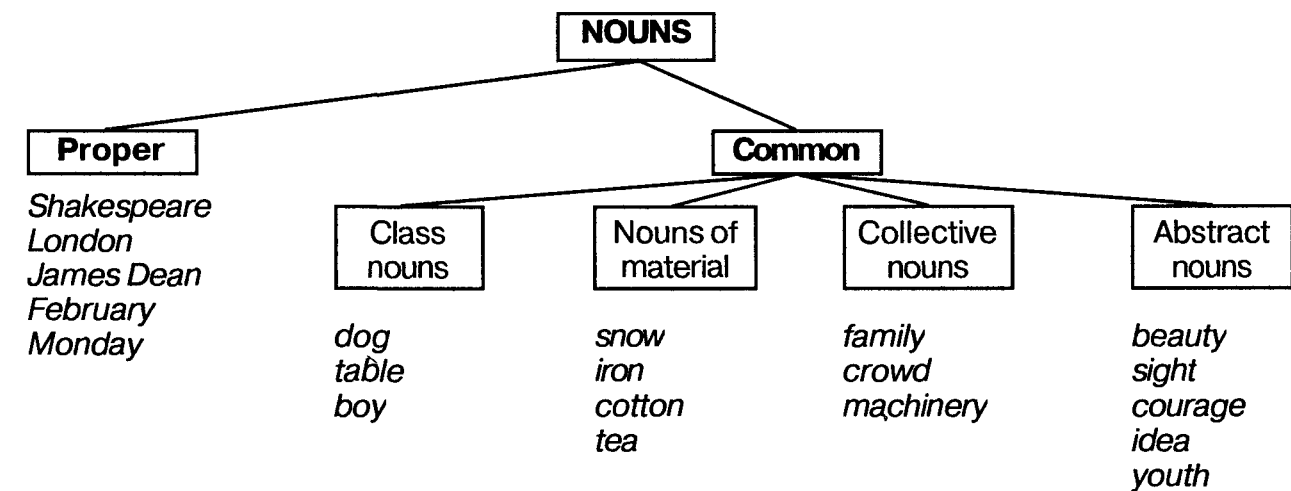 NOUNS
Proper
Common
Shakespeare
London
James Dean
February
Monday
Class
nouns
dog
table
boy
Nouns of
material
snow
iron
cotton
tea
Collective
nouns
family
crowd
machinery
Abstract
nouns
beauty
sight
courage
idea
youth